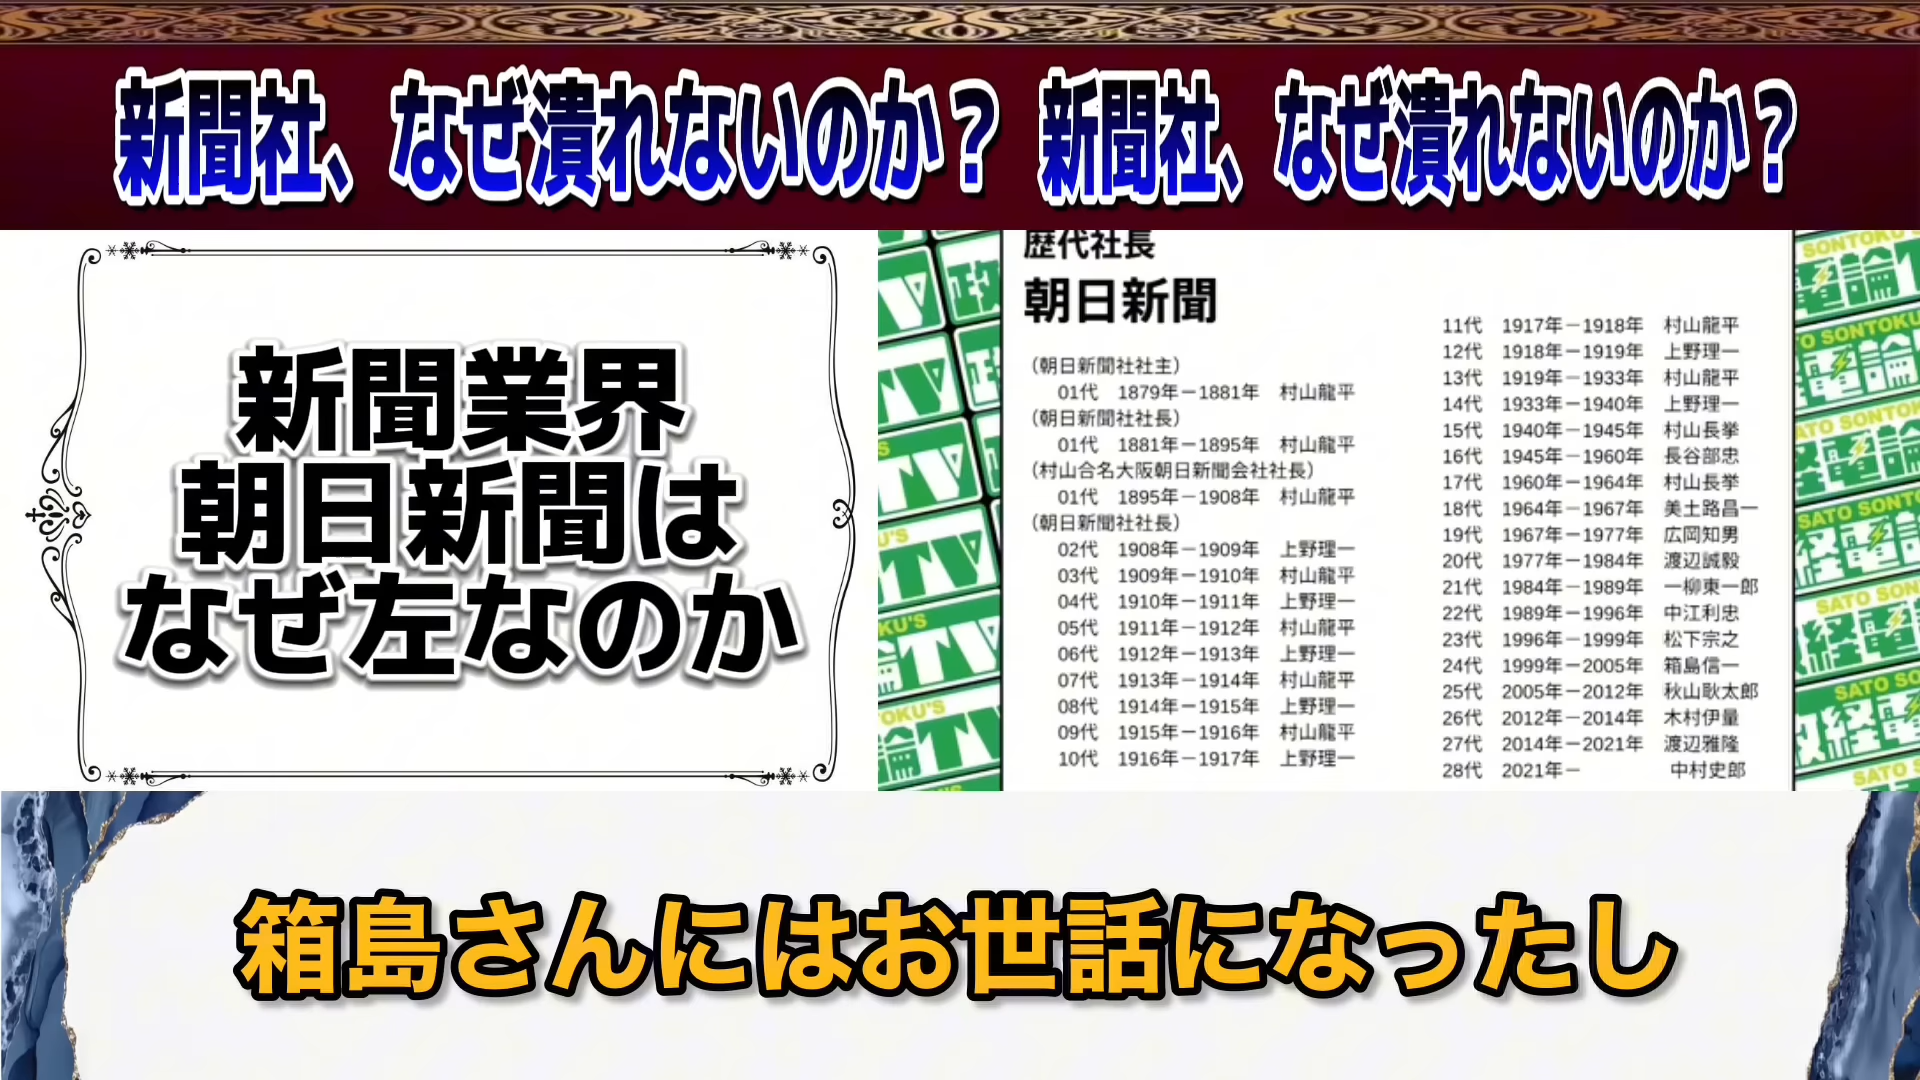 新聞社、なぜ潰れないのか? 新聞社、なぜ潰れないのか?
新聞業界
朝日新聞は
なぜ左なのか
歴代社長
朝日新聞
(朝日新聞社社主)
01代 1879年−1881年 村山龍平
(朝日新聞社社長)
01代 1881年−1895年 村山龍平
(村山合名大阪朝日新聞会社社長)
01代 1895年−1908年 村山龍平
(朝日新聞社社長)
02代 1908年−1909年 上野理一
03代 1909年−1910年 村山龍平
04代 1910年−1911年 上野理一
05代 1911年−1912年 村山龍平
06代 1912年−1913年 上野理一
07代 1913年−1914年 村山龍平
08代 1914年−1915年 上野理一
09代 1915年−1916年 村山龍平
10代 1916年−1917年 上野理一
11代 1917年−1918年 村山龍平
12代 1918年−1919年 上野理一
13代 1919年−1933年 村山龍平
14代 1933年−1940年 上野理一
15代 1940年−1945年 村山長挙
16代 1945年−1960年 長谷部忠
17代 1960年−1964年 村山長挙
18代 1964年−1967年 美土路昌一
19代 1967年−1977年 広岡知男
20代 1977年−1984年 渡辺誠毅
21代 1984年−1989年 一柳東一郎
22代 1989年−1996年 中江利忠
23代 1996年−1999年 松下宗之
24代 1999年−2005年 箱島信一
25代 2005年−2012年 秋山耿太郎
26代 2012年−2014年 木村伊量
27代 2014年−2021年 渡辺雅隆
28代 2021年− 中村史郎
箱島さんにはお世話になったし